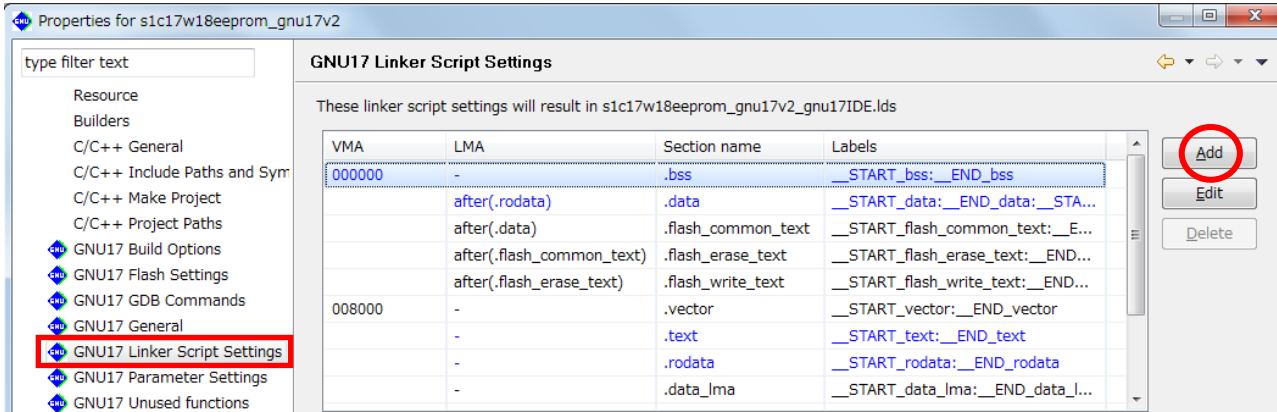 Properties for s1c17w18eeprom_gnu17v2
type filter text
Resource
Builders
C/C++ General
C/C++ Include Paths and Sym
C/C++ Make Project
C/C++ Project Paths
GNU17 Build Options
GNU17 Flash Settings
GNU17 GDB Commands
GNU17 General
GNU17 Linker Script Settings
GNU17 Parameter Settings
GNU17 Unused functions
GNU17 Linker Script Settings
These linker script settings will result in s1c17w18eeprom_gnu17v2_gnu17IDE.lds
VMA LMA Section name Labels
000000 - .bss __START_bss:__END_bss
after(.rodata) .data __START_data:__END_data:__STA...
after(.data) .flash_common_text __START_flash_common_text:__E...
after(.flash_common_text) .flash_erase_text __START_flash_erase_text:__END...
after(.flash_erase_text) .flash_write_text __START_flash_write_text:__END...
008000 - .vector __START_vector:__END_vector
- .text __START_text:__END_text
- .rodata __START_rodata:__END_rodata
- .data_lma __START_data_lma:__END_data_l...
Add
Edit
Delete